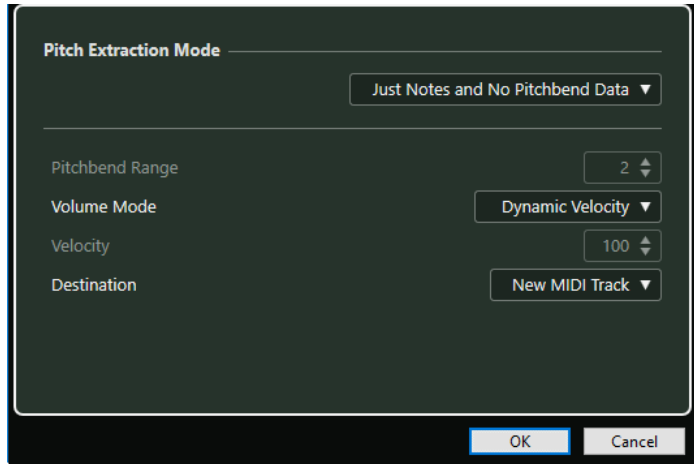 Pitch Extraction Mode
Just Notes and No Pitchbend Data
Pitchbend Range 2
Volume Mode Dynamic Velocity
Velocity 100
Destination New MIDI Track
OK Cancel